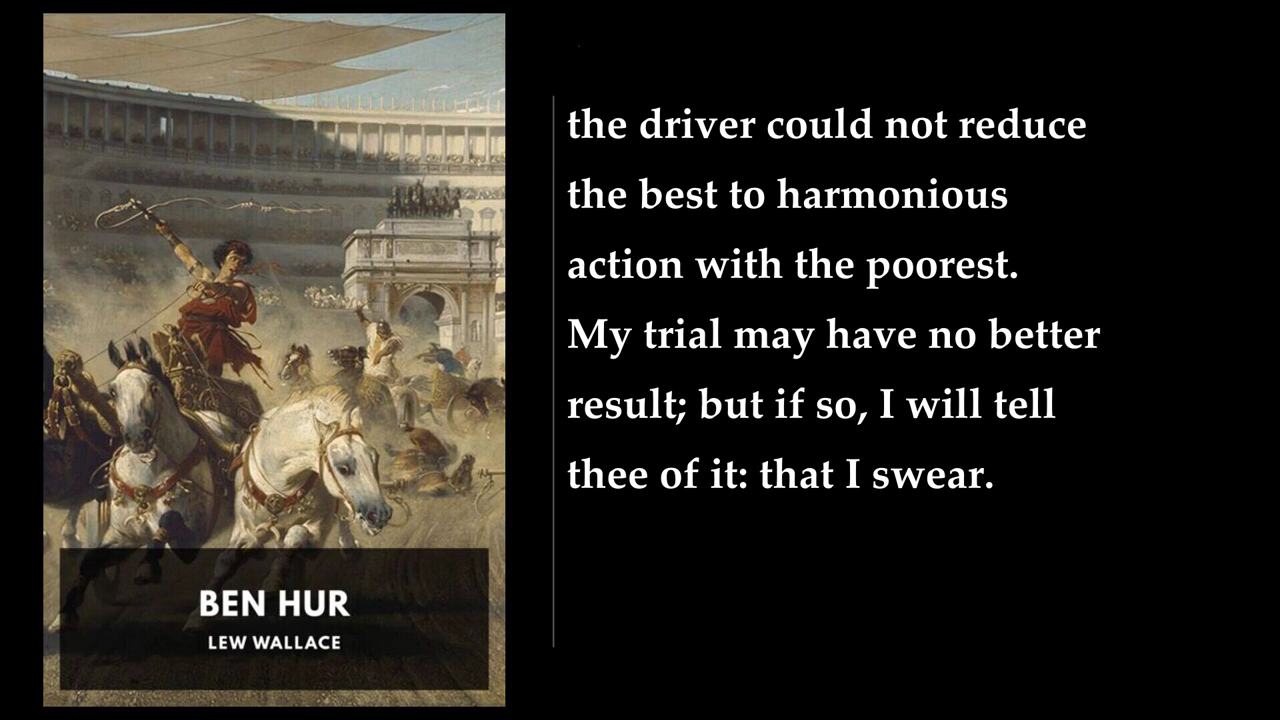 BEN HUR
LEW WALLACE
the driver could not reduce
the best to harmonious
action with the poorest.
My trial may have no better
result; but if so, I will tell
thee of it: that I swear.